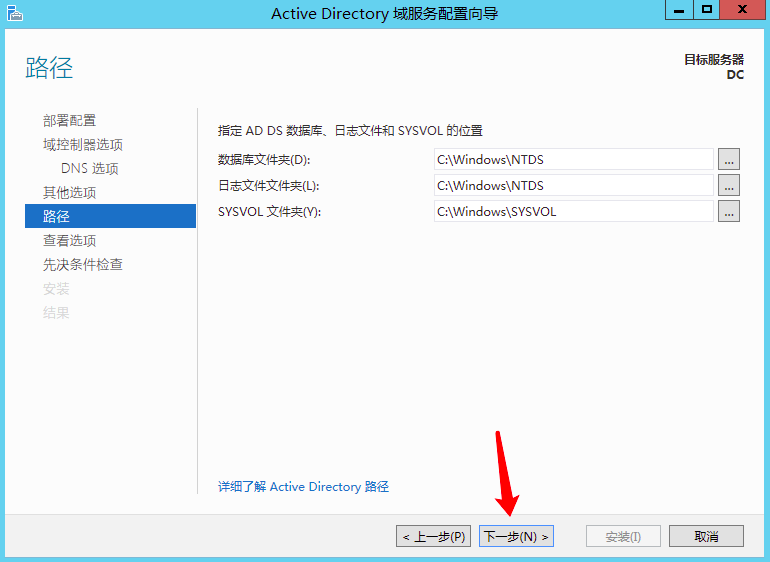 Active Directory 域服务配置向导
路径
目标服务器
DC
部署配置
域控制器选项
DNS 选项
其他选项
路径
查看选项
先决条件检查
安装
结果
指定 AD DS 数据库、日志文件和 SYSVOL 的位置
数据库文件夹(D): C:\Windows\NTDS ...
日志文件文件夹(L): C:\Windows\NTDS ...
SYSVOL 文件夹(Y): C:\Windows\SYSVOL ...
详细了解 Active Directory 路径
< 上一步(P) 下一步(N) > 安装(I) 取消